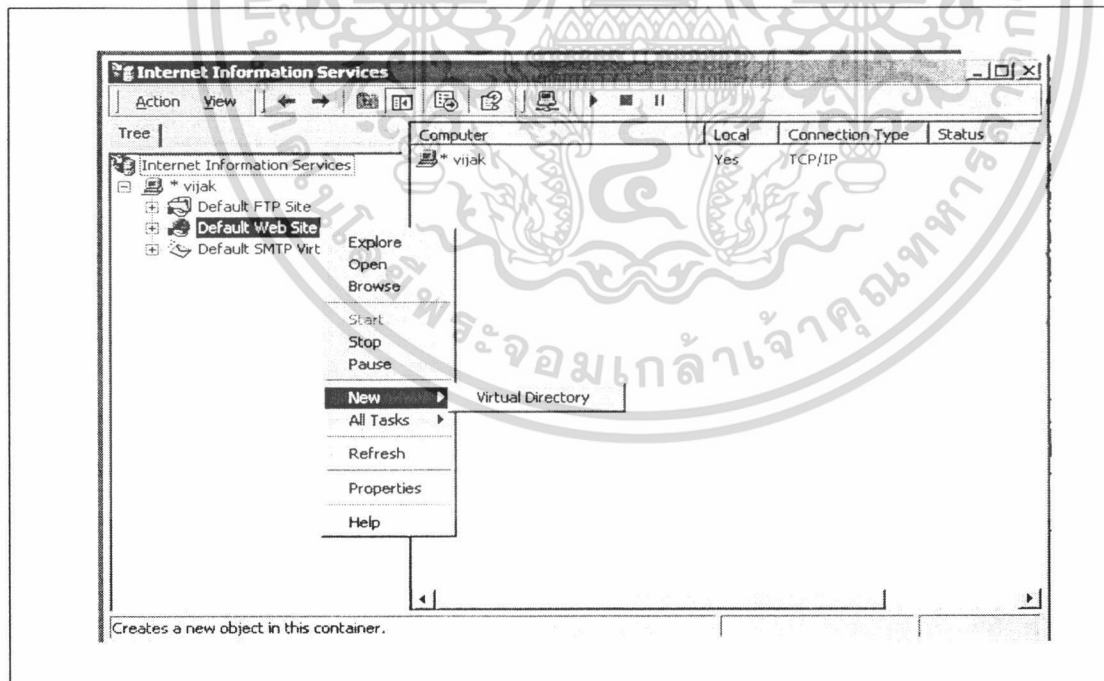 Internet Information Services
Action View
Tree
Computer Local Connection Type Status
Internet Information Services
* vijak
Default FTP Site
Default Web Site
Default SMTP Virt
* vijak Yes TCP/IP
Explore
Open
Browse
Start
Stop
Pause
New Virtual Directory
All Tasks
Refresh
Properties
Help
Creates a new object in this container.
พระจอมเกล้าเจ้าคุณทหาร